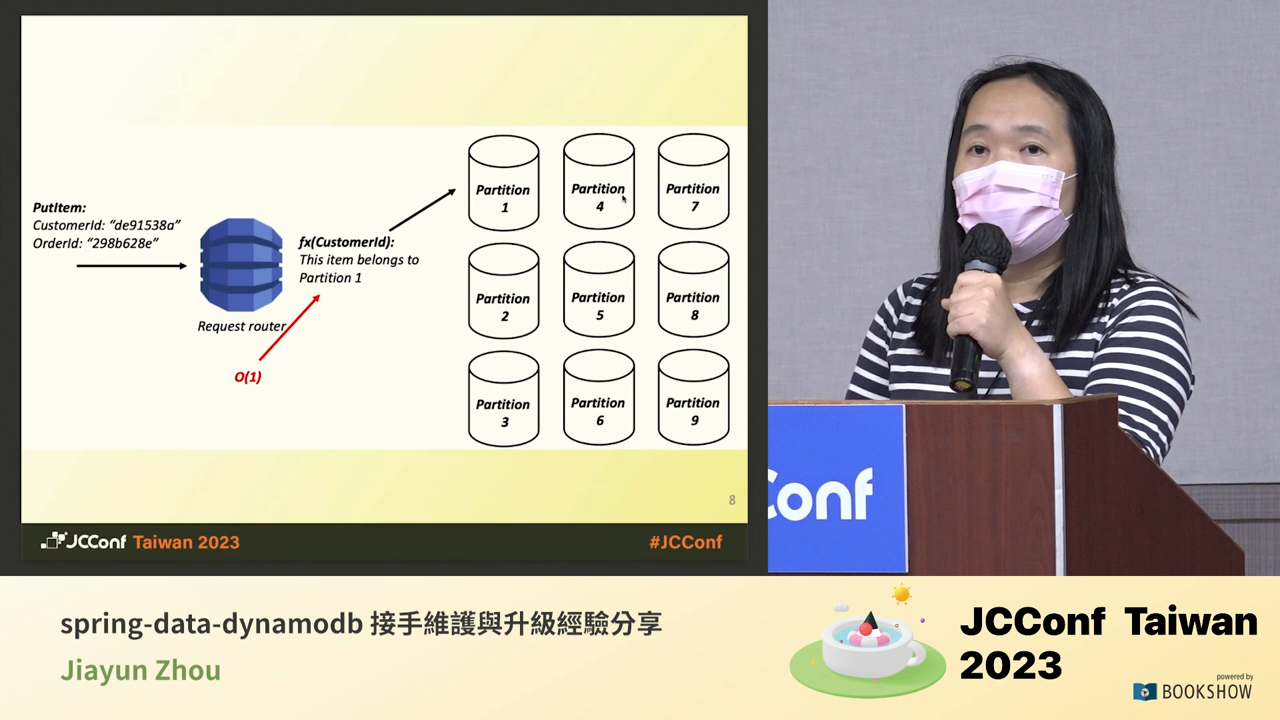 PutItem:
CustomerId: “de91538a”
OrderId: “298b628e”
Request router
O(1)
fx(CustomerId):
This item belongs to
Partition 1
Partition
1
Partition
4
Partition
7
Partition
2
Partition
5
Partition
8
Partition
3
Partition
6
Partition
9
8
JCConf Taiwan 2023
#JCConf
Conf
spring-data-dynamodb 接手維護與升級經驗分享
Jiayun Zhou
JCConf Taiwan
2023
powered by
BOOKSHOW